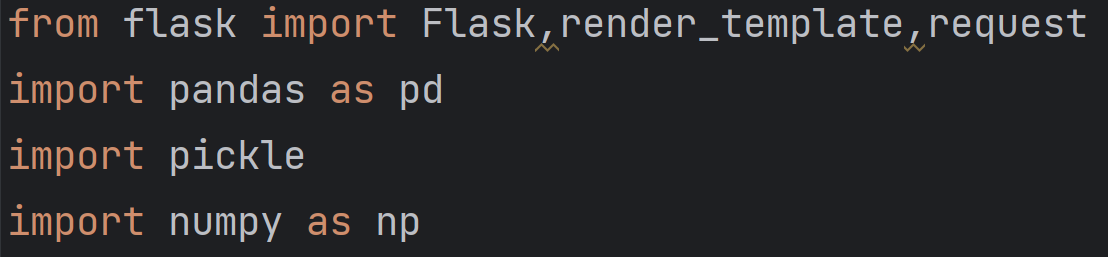 from flask import Flask,render_template,request
import pandas as pd
import pickle
import numpy as np